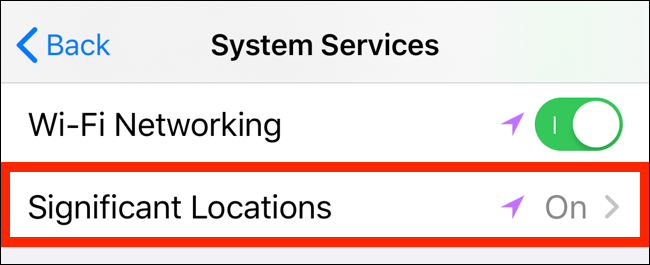 Back System Services
Wi-Fi Networking
Significant Locations On